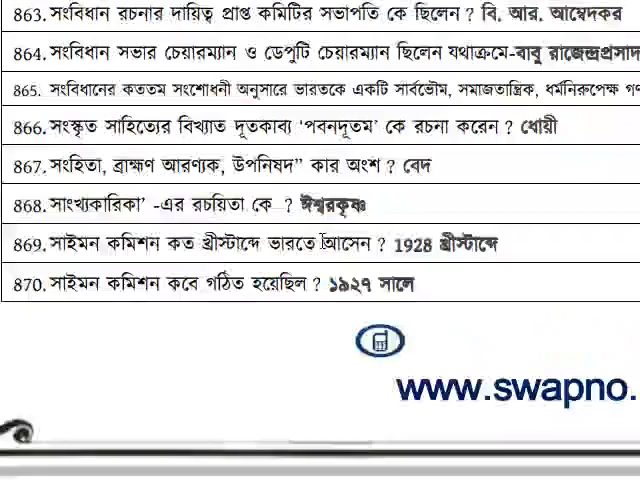 863. সংবিধান রচনার দায়িত্ব প্রাপ্ত কমিটির সভাপতি কে ছিলেন ? বি. আর. আম্বেদকর
864. সংবিধান সভার চেয়ারম্যান ও ডেপুটি চেয়ারম্যান ছিলেন যথাক্রমে-বাবু রাজেন্দ্রপ্রসাদ
865. সংবিধানের কততম সংশোধনী অনুসারে ভারতকে একটি সার্বভৌম, সমাজতান্ত্রিক, ধর্মনিরুপেক্ষ গণ
866. সংস্কৃত সাহিত্যের বিখ্যাত দূতকাব্য ‘পবনদূতম’ কে রচনা করেন ? ধোয়ী
867. সংহিতা, ব্রাহ্মণ আরণ্যক, উপনিষদ” কার অংশ ? বেদ
868. সাংখ্যকারিকা’ -এর রচয়িতা কে ? ঈশ্বরকৃষ্ণ
869. সাইমন কমিশন কত খ্রীস্টাব্দে ভারতে আসেন ? 1928 খ্রীস্টাব্দে
870. সাইমন কমিশন কবে গঠিত হয়েছিল ? ১৯২৭ সালে
www.swapno.